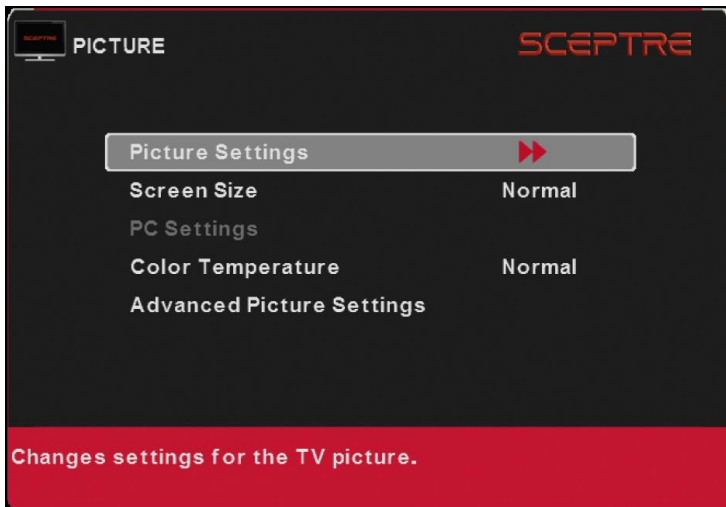 SCEPTRE
PICTURE
SCEPTRE
Picture Settings
Screen Size Normal
PC Settings
Color Temperature Normal
Advanced Picture Settings
Changes settings for the TV picture.